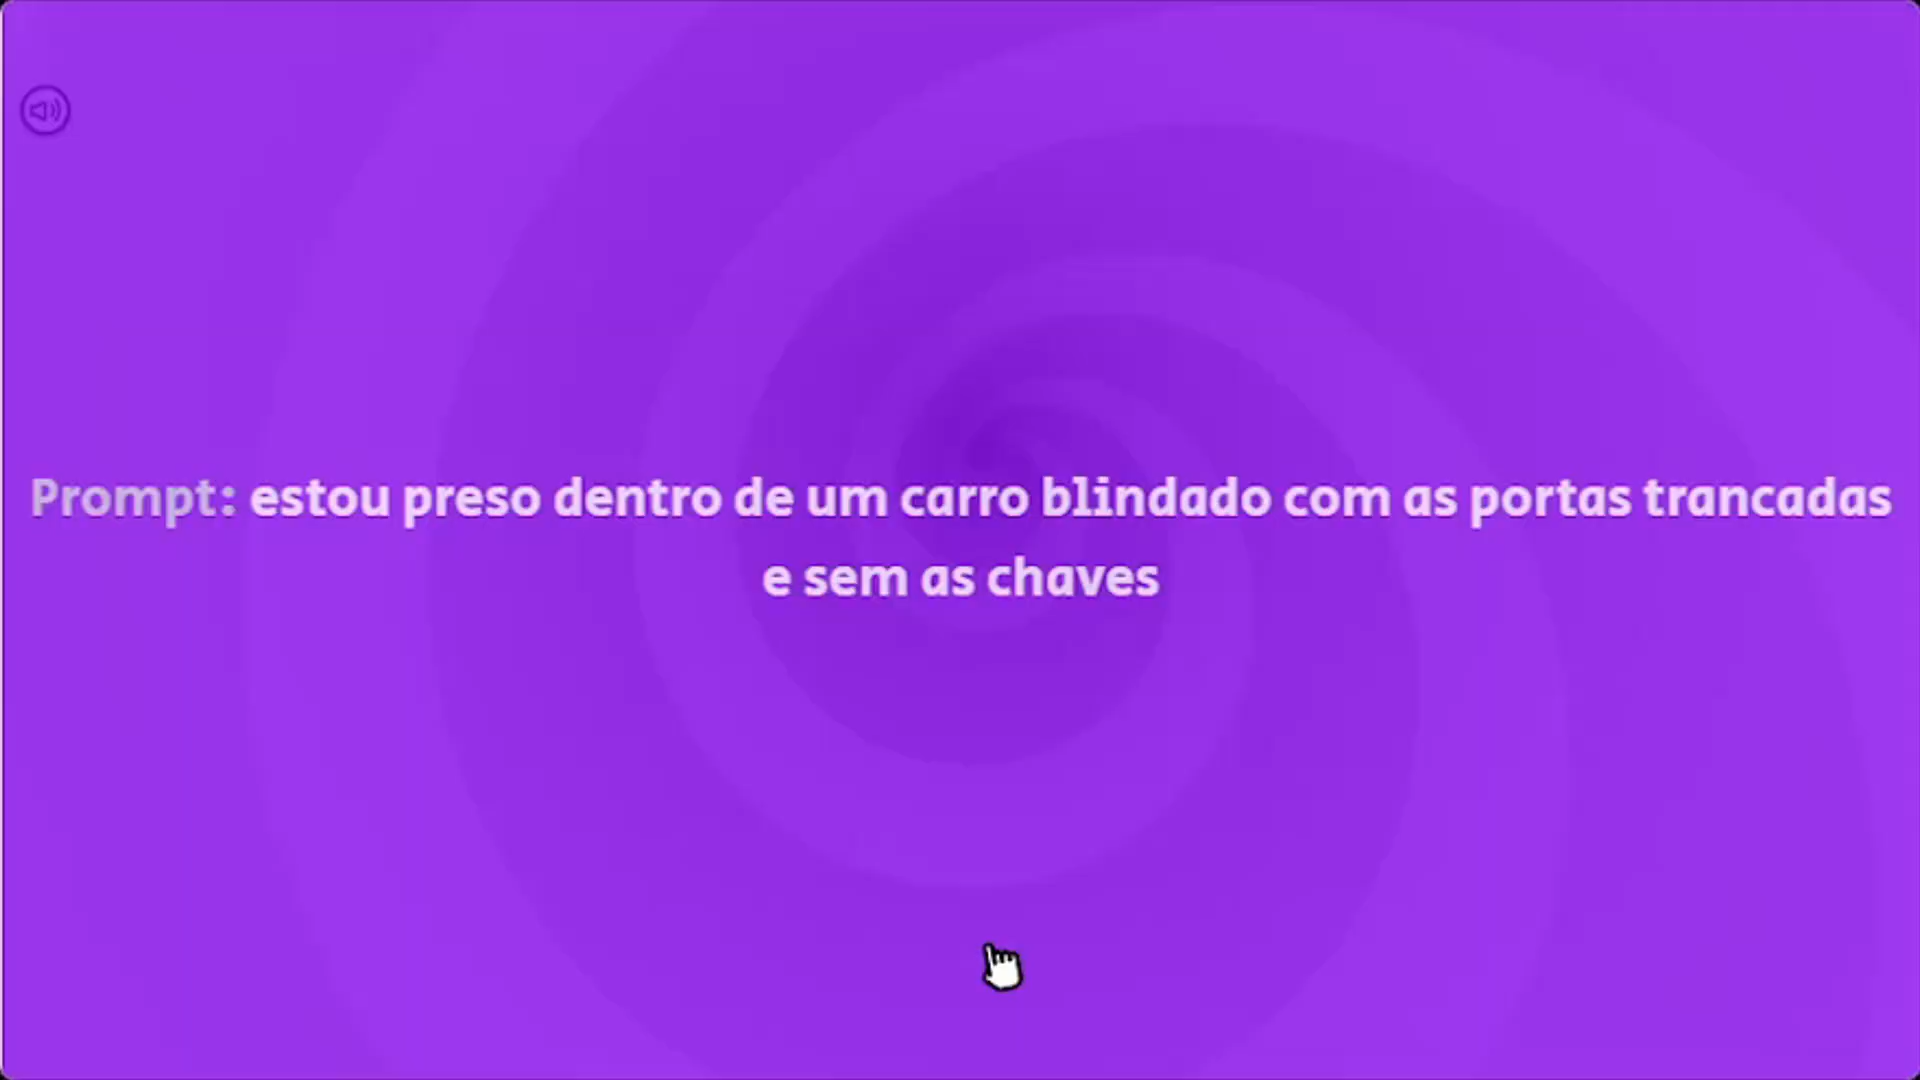 Prompt: estou preso dentro de um carro blindado com as portas trancadas
e sem as chaves